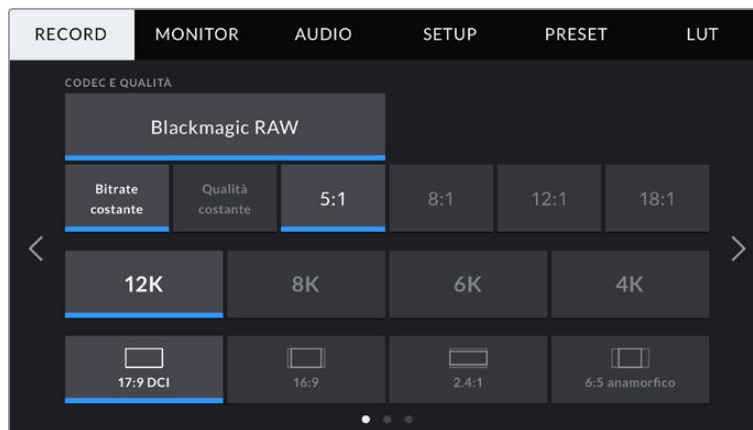 RECORD MONITOR AUDIO SETUP PRESET LUT
CODEC E QUALITÀ
Blackmagic RAW
Bitrate costante Qualità costante 5:1 8:1 12:1 18:1
12K 8K 6K 4K
17:9 DCI 16:9 2.4:1 6:5 anamorfico